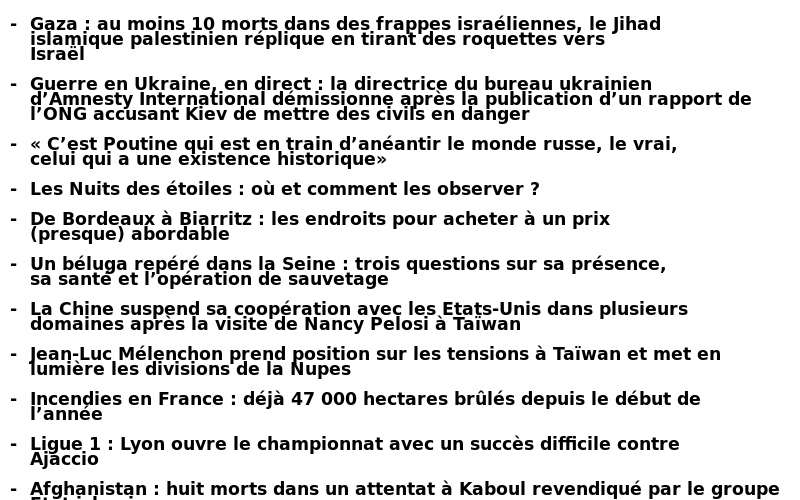 - Gaza : au moins 10 morts dans des frappes israéliennes, le Jihad
islamique palestinien réplique en tirant des roquettes vers
Israël
- Guerre en Ukraine, en direct : la directrice du bureau ukrainien
d’Amnesty International démissionne après la publication d’un rapport de
l’ONG accusant Kiev de mettre des civils en danger
- « C’est Poutine qui est en train d’anéantir le monde russe, le vrai,
celui qui a une existence historique»
- Les Nuits des étoiles : où et comment les observer ?
- De Bordeaux à Biarritz : les endroits pour acheter à un prix
(presque) abordable
- Un béluga repéré dans la Seine : trois questions sur sa présence,
sa santé et l’opération de sauvetage
- La Chine suspend sa coopération avec les Etats-Unis dans plusieurs
domaines après la visite de Nancy Pelosi à Taïwan
- Jean-Luc Mélenchon prend position sur les tensions à Taïwan et met en
lumière les divisions de la Nupes
- Incendies en France : déjà 47 000 hectares brûlés depuis le début de
l’année
- Ligue 1 : Lyon ouvre le championnat avec un succès difficile contre
Ajaccio
- Afghanistan : huit morts dans un attentat à Kaboul revendiqué par le groupe